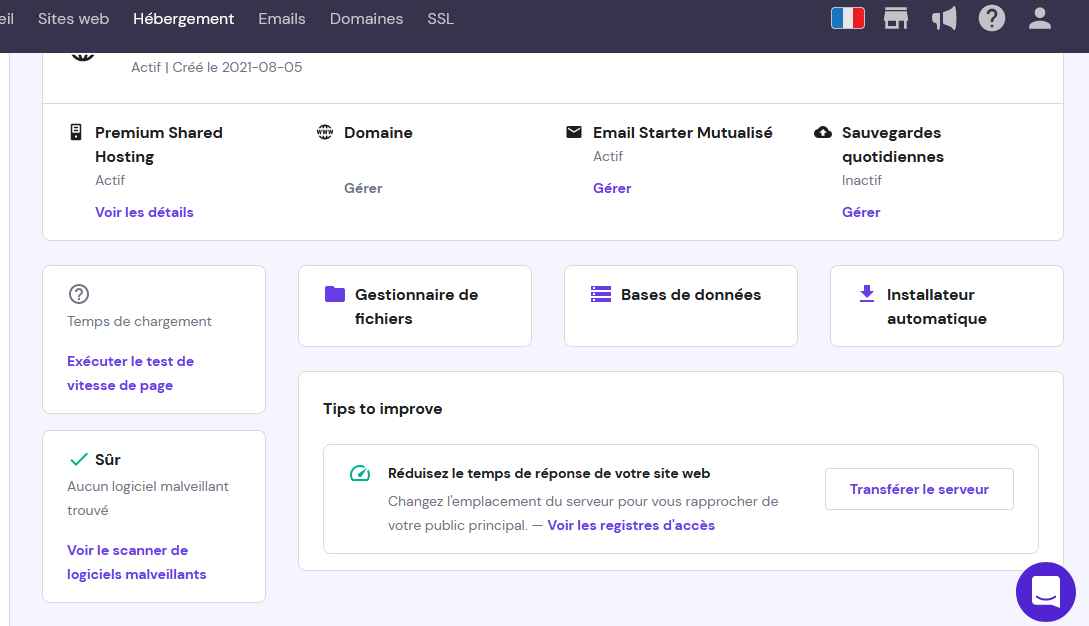 eil Sites web Hébergement Emails Domaines SSL
Actif | Créé le 2021-08-05
Premium Shared
Hosting
Actif
Voir les détails
www
Domaine
Gérer
Email Starter Mutualisé
Actif
Gérer
Sauvegardes
quotidiennes
Inactif
Gérer
Temps de chargement
Exécuter le test de
vitesse de page
Gestionnaire de
fichiers
Bases de données
Installateur
automatique
Sûr
Aucun logiciel malveillant
trouvé
Voir le scanner de
logiciels malveillants
Tips to improve
Réduisez le temps de réponse de votre site web
Changez l'emplacement du serveur pour vous rapprocher de
votre public principal. — Voir les registres d'accès
Transférer le serveur